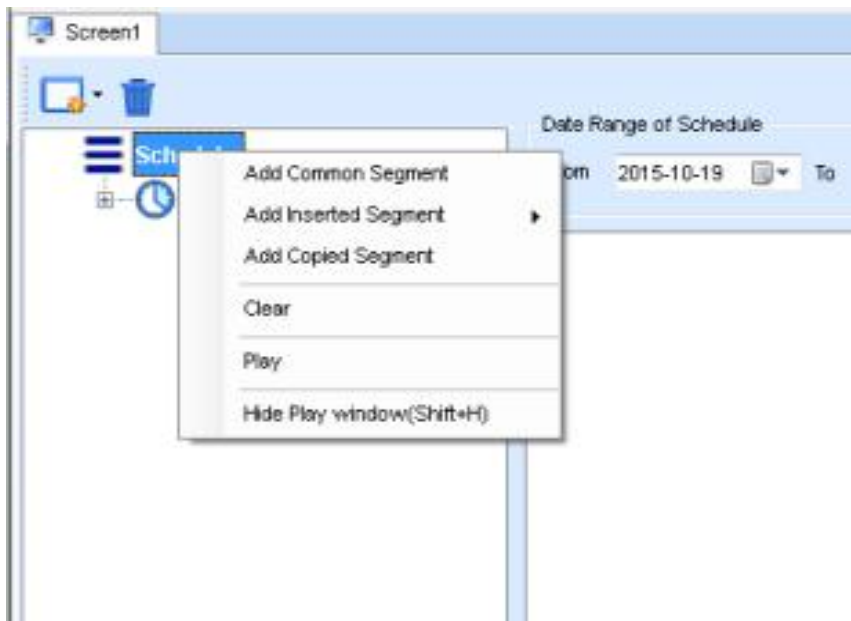 Screen1
Date Range of Schedule
2015-10-19 To
Add Common Segment
Add Inserted Segment
Add Copied Segment
Clear
Play
Hide Play window(Shift+H)